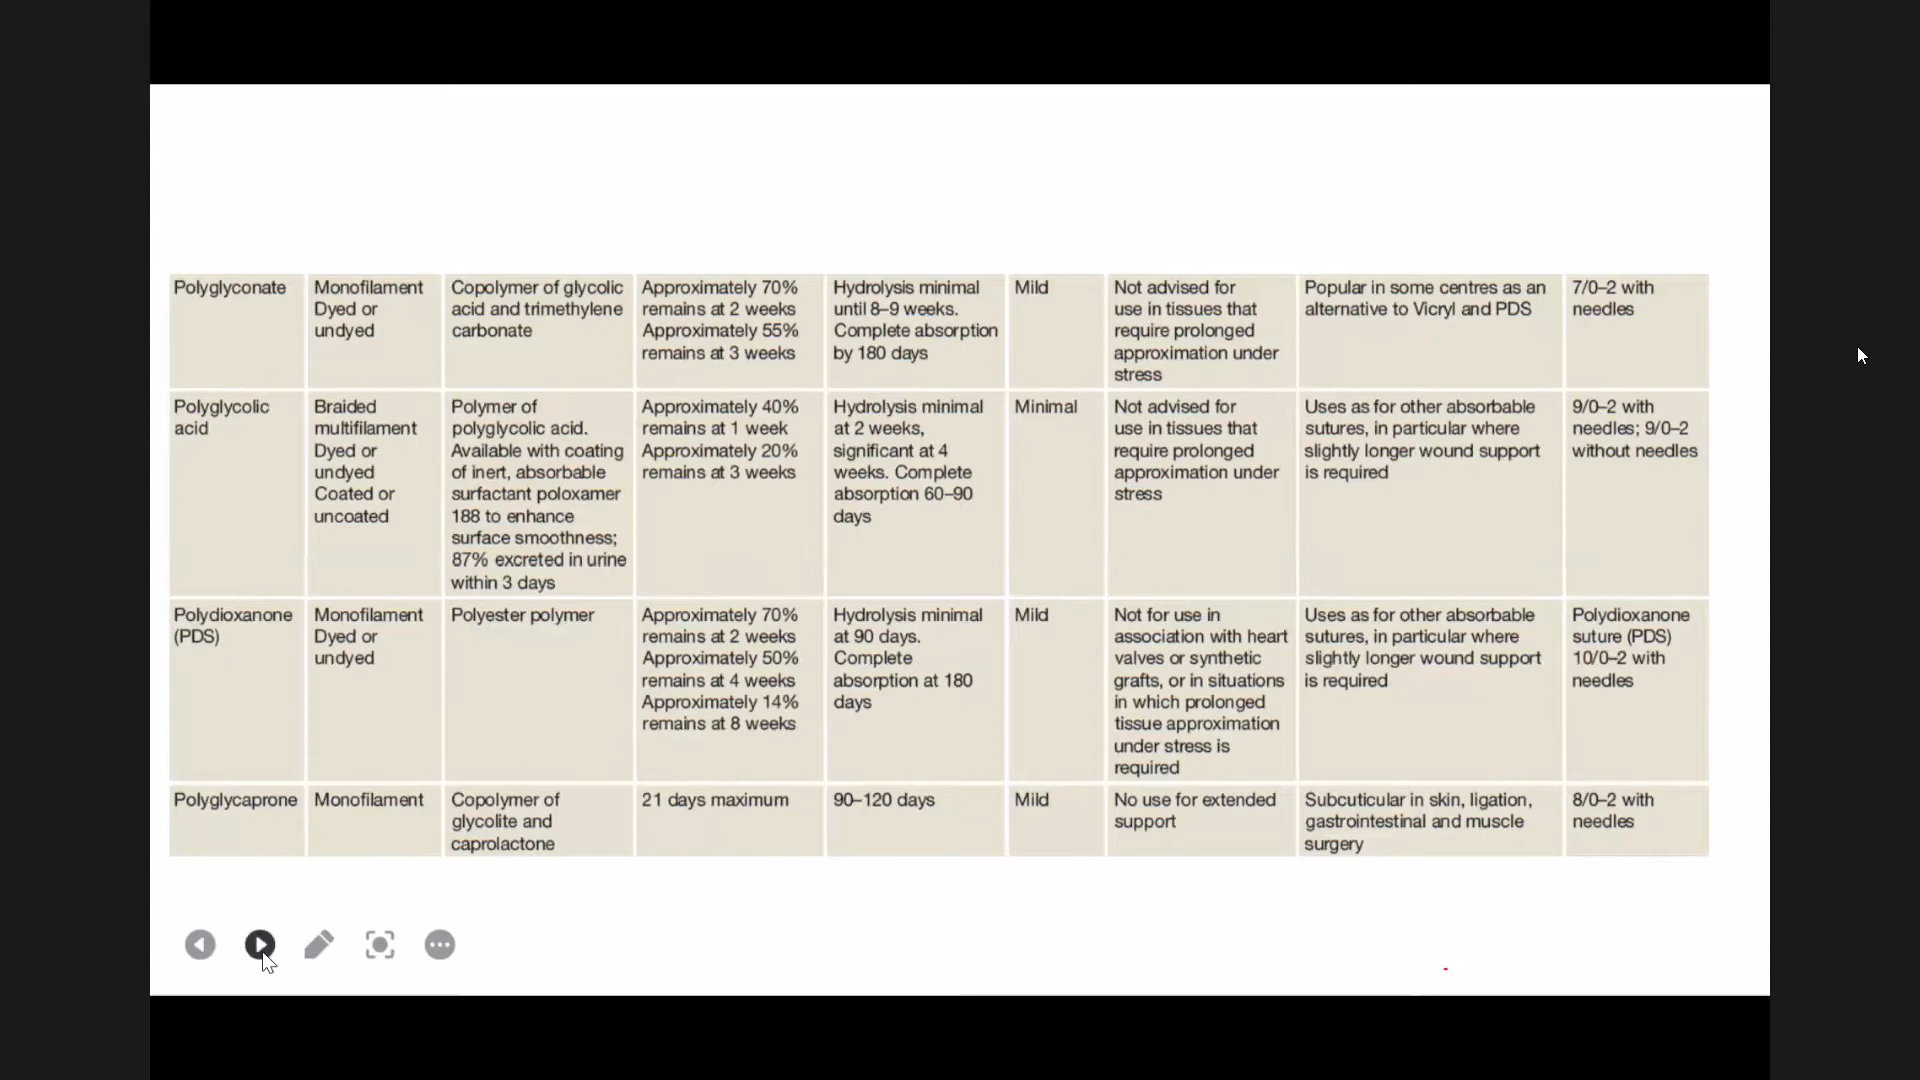 Polyglyconate
Monofilament
Dyed or
undyed
Copolymer of glycolic
acid and trimethylene
carbonate
Approximately 70%
remains at 2 weeks
Approximately 55%
remains at 3 weeks
Hydrolysis minimal
until 8–9 weeks.
Complete absorption
by 180 days
Mild
Not advised for
use in tissues that
require prolonged
approximation under
stress
Popular in some centres as an
alternative to Vicryl and PDS
7/0–2 with
needles
Polyglycolic
acid
Braided
multifilament
Dyed or
undyed
Coated or
uncoated
Polymer of
polyglycolic acid.
Available with coating
of inert, absorbable
surfactant poloxamer
188 to enhance
surface smoothness;
87% excreted in urine
within 3 days
Approximately 40%
remains at 1 week
Approximately 20%
remains at 3 weeks
Hydrolysis minimal
at 2 weeks,
significant at 4
weeks. Complete
absorption 60–90
days
Minimal
Not advised for
use in tissues that
require prolonged
approximation under
stress
Uses as for other absorbable
sutures, in particular where
slightly longer wound support
is required
9/0–2 with
needles; 9/0–2
without needles
Polydioxanone
(PDS)
Monofilament
Dyed or
undyed
Polyester polymer
Approximately 70%
remains at 2 weeks
Approximately 50%
remains at 4 weeks
Approximately 14%
remains at 8 weeks
Hydrolysis minimal
at 90 days.
Complete
absorption at 180
days
Mild
Not for use in
association with heart
valves or synthetic
grafts, or in situations
in which prolonged
tissue approximation
under stress is
required
Uses as for other absorbable
sutures, in particular where
slightly longer wound support
is required
Polydioxanone
suture (PDS)
10/0–2 with
needles
Polyglycaprone
Monofilament
Copolymer of
glycolite and
caprolactone
21 days maximum
90–120 days
Mild
No use for extended
support
Subcuticular in skin, ligation,
gastrointestinal and muscle
surgery
8/0–2 with
needles